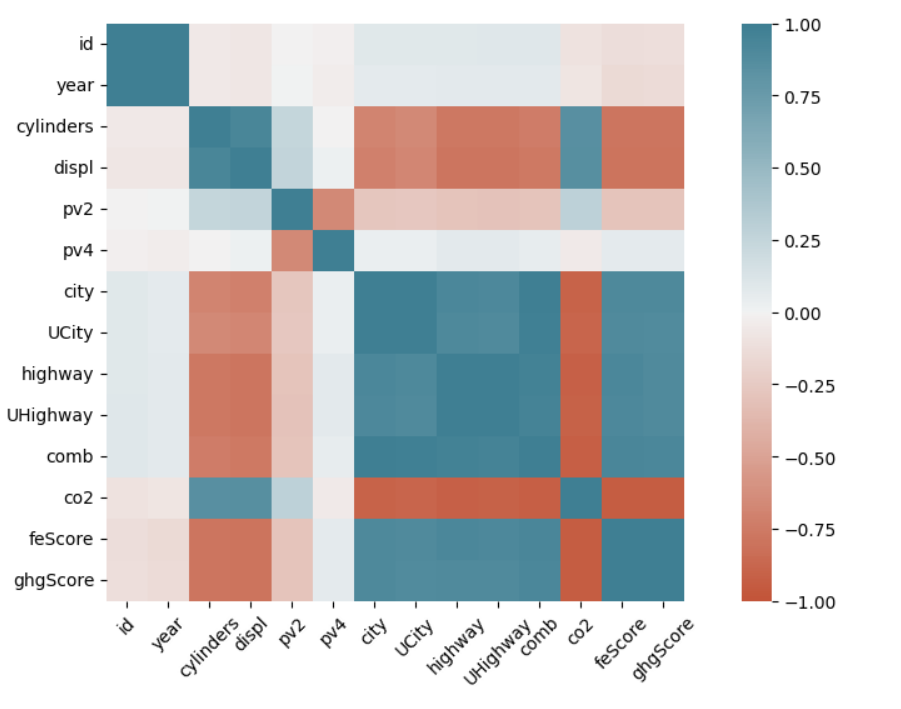 id
year
cylinders
displ
pv2
pv4
city
UCity
highway
UHighway
comb
co2
feScore
ghgScore
id
year
cylinders
displ
pv2
pv4
city
UCity
highway
UHighway
comb
co2
feScore
ghgScore
1.00
0.75
0.50
0.25
0.00
−0.25
−0.50
−0.75
−1.00